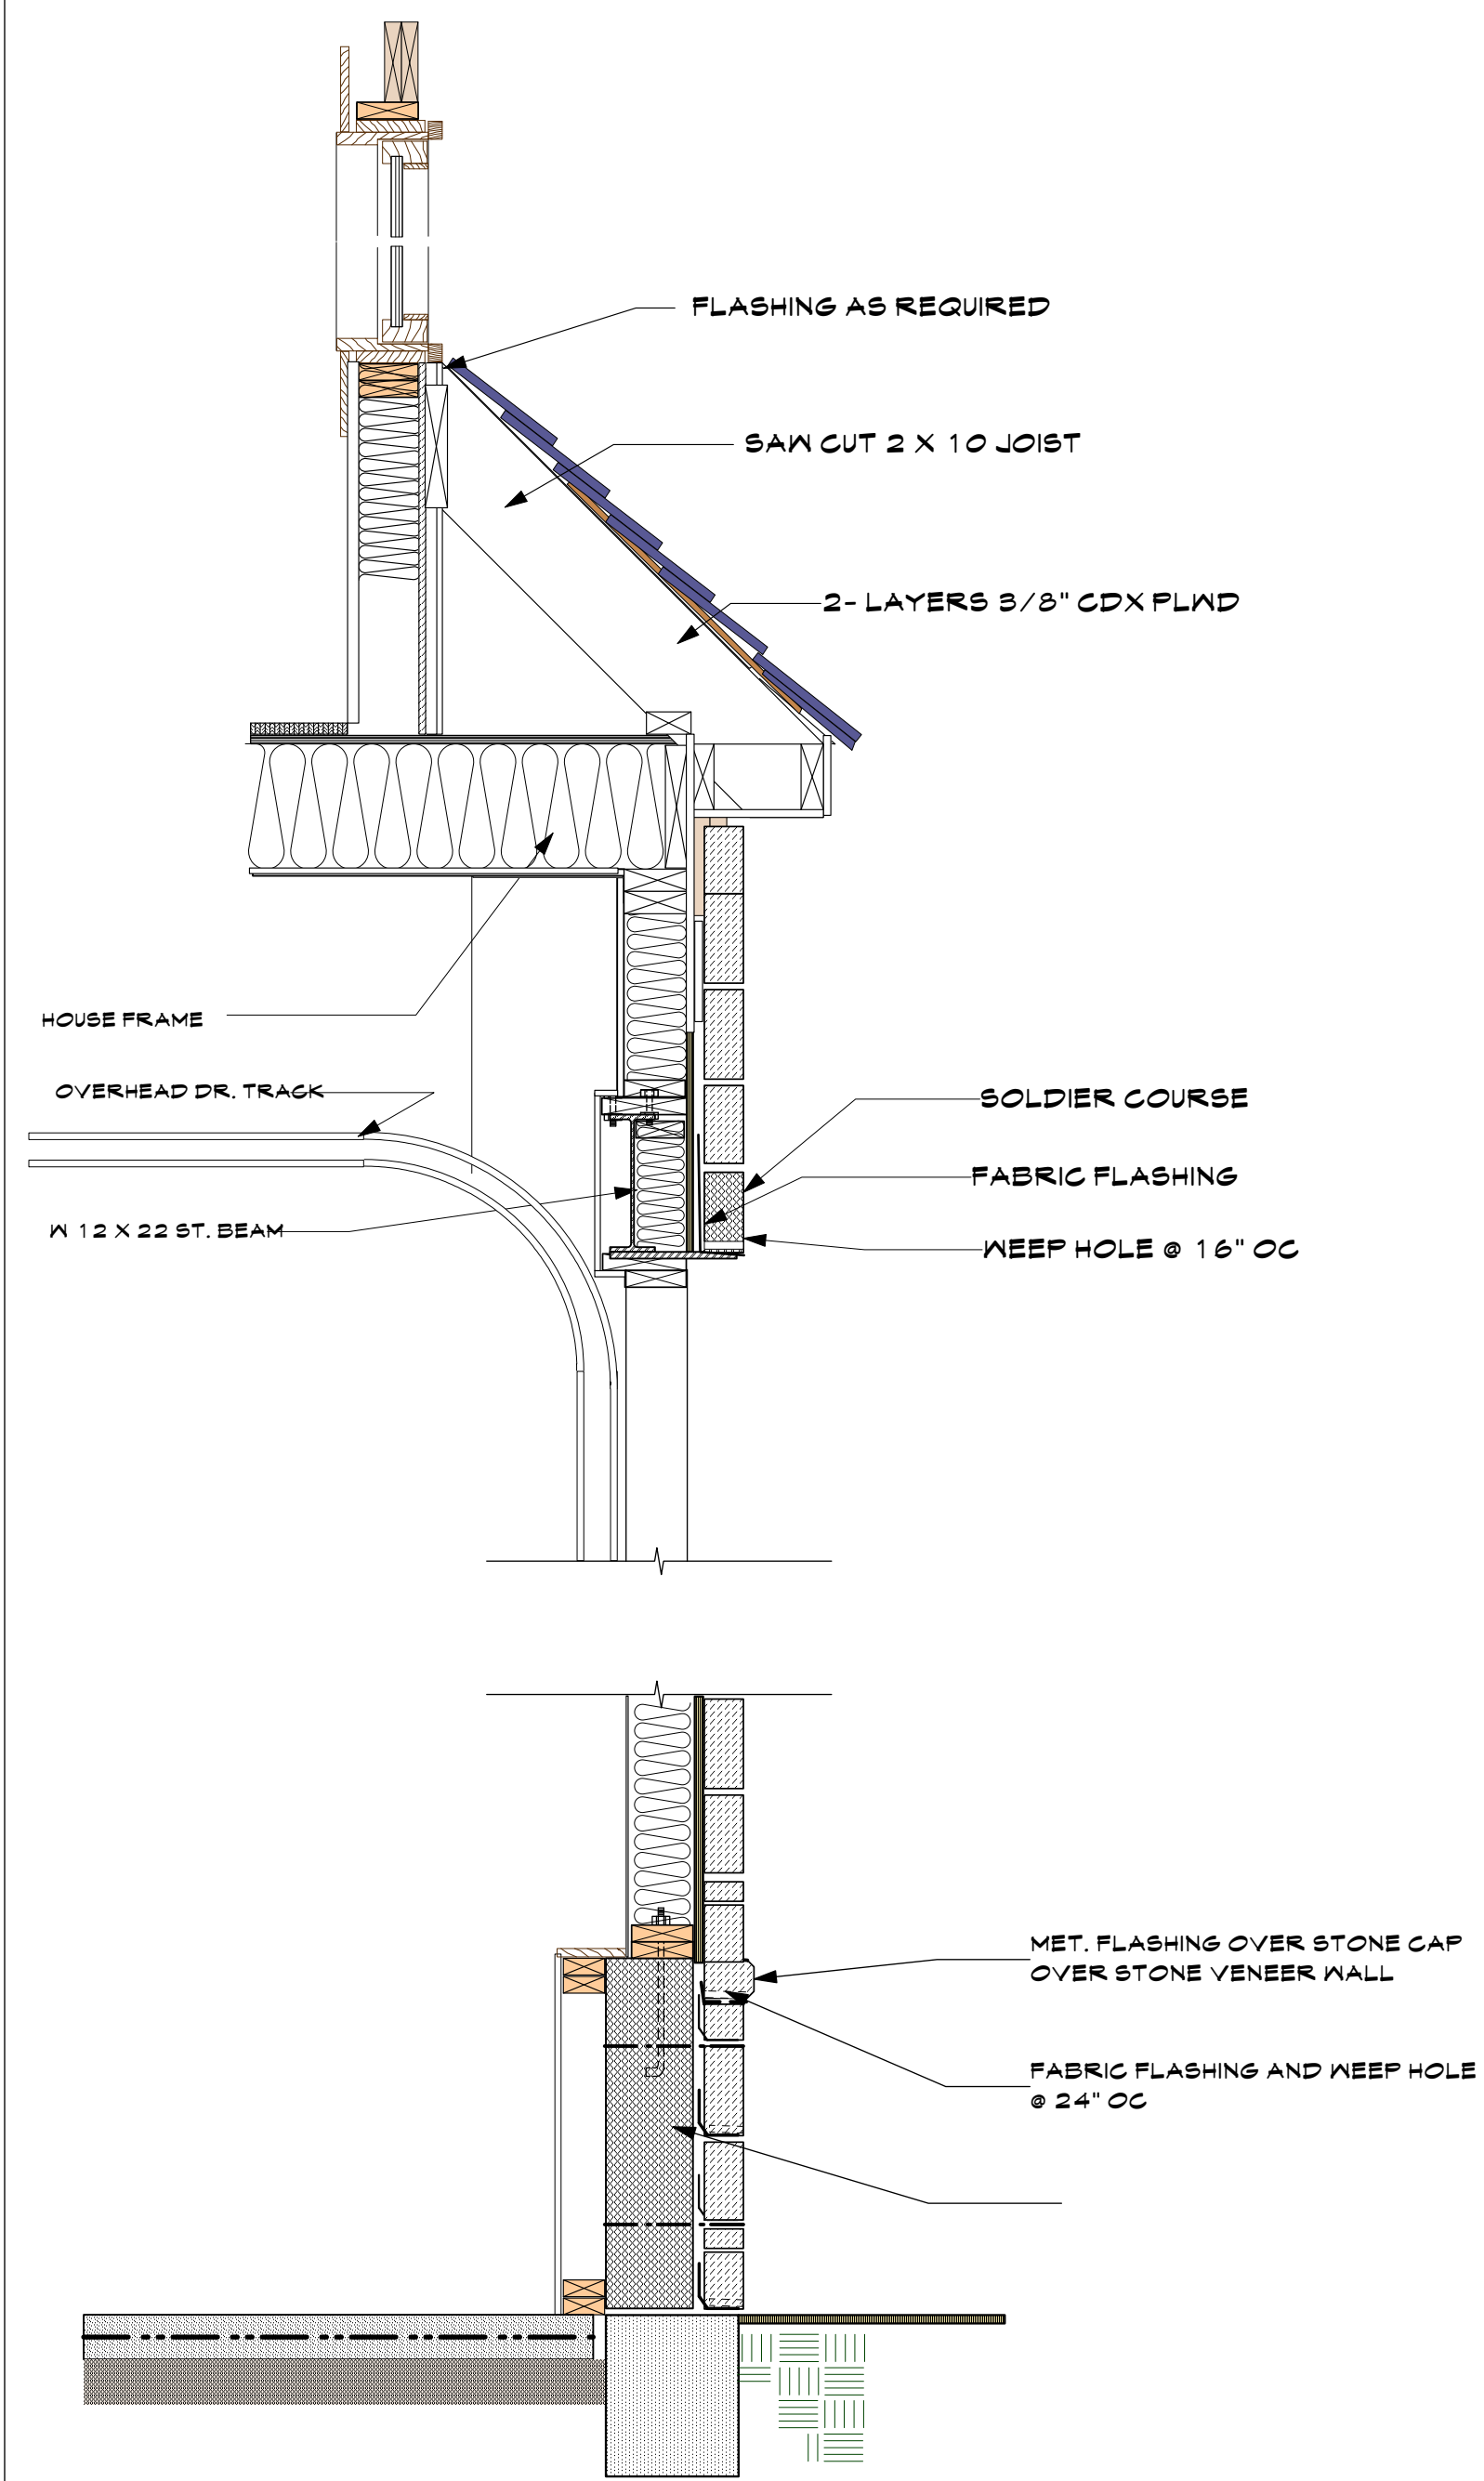 FLASHING AS REQUIRED
SAW CUT 2 X 10 JOIST
2- LAYERS 3/8" CDX PLWD
HOUSE FRAME
OVERHEAD DR. TRACK
SOLDIER COURSE
FABRIC FLASHING
W 12 X 22 ST. BEAM
WEEP HOLE @ 16" OC
MET. FLASHING OVER STONE CAP
OVER STONE VENEER WALL
FABRIC FLASHING AND WEEP HOLE
@ 24" OC